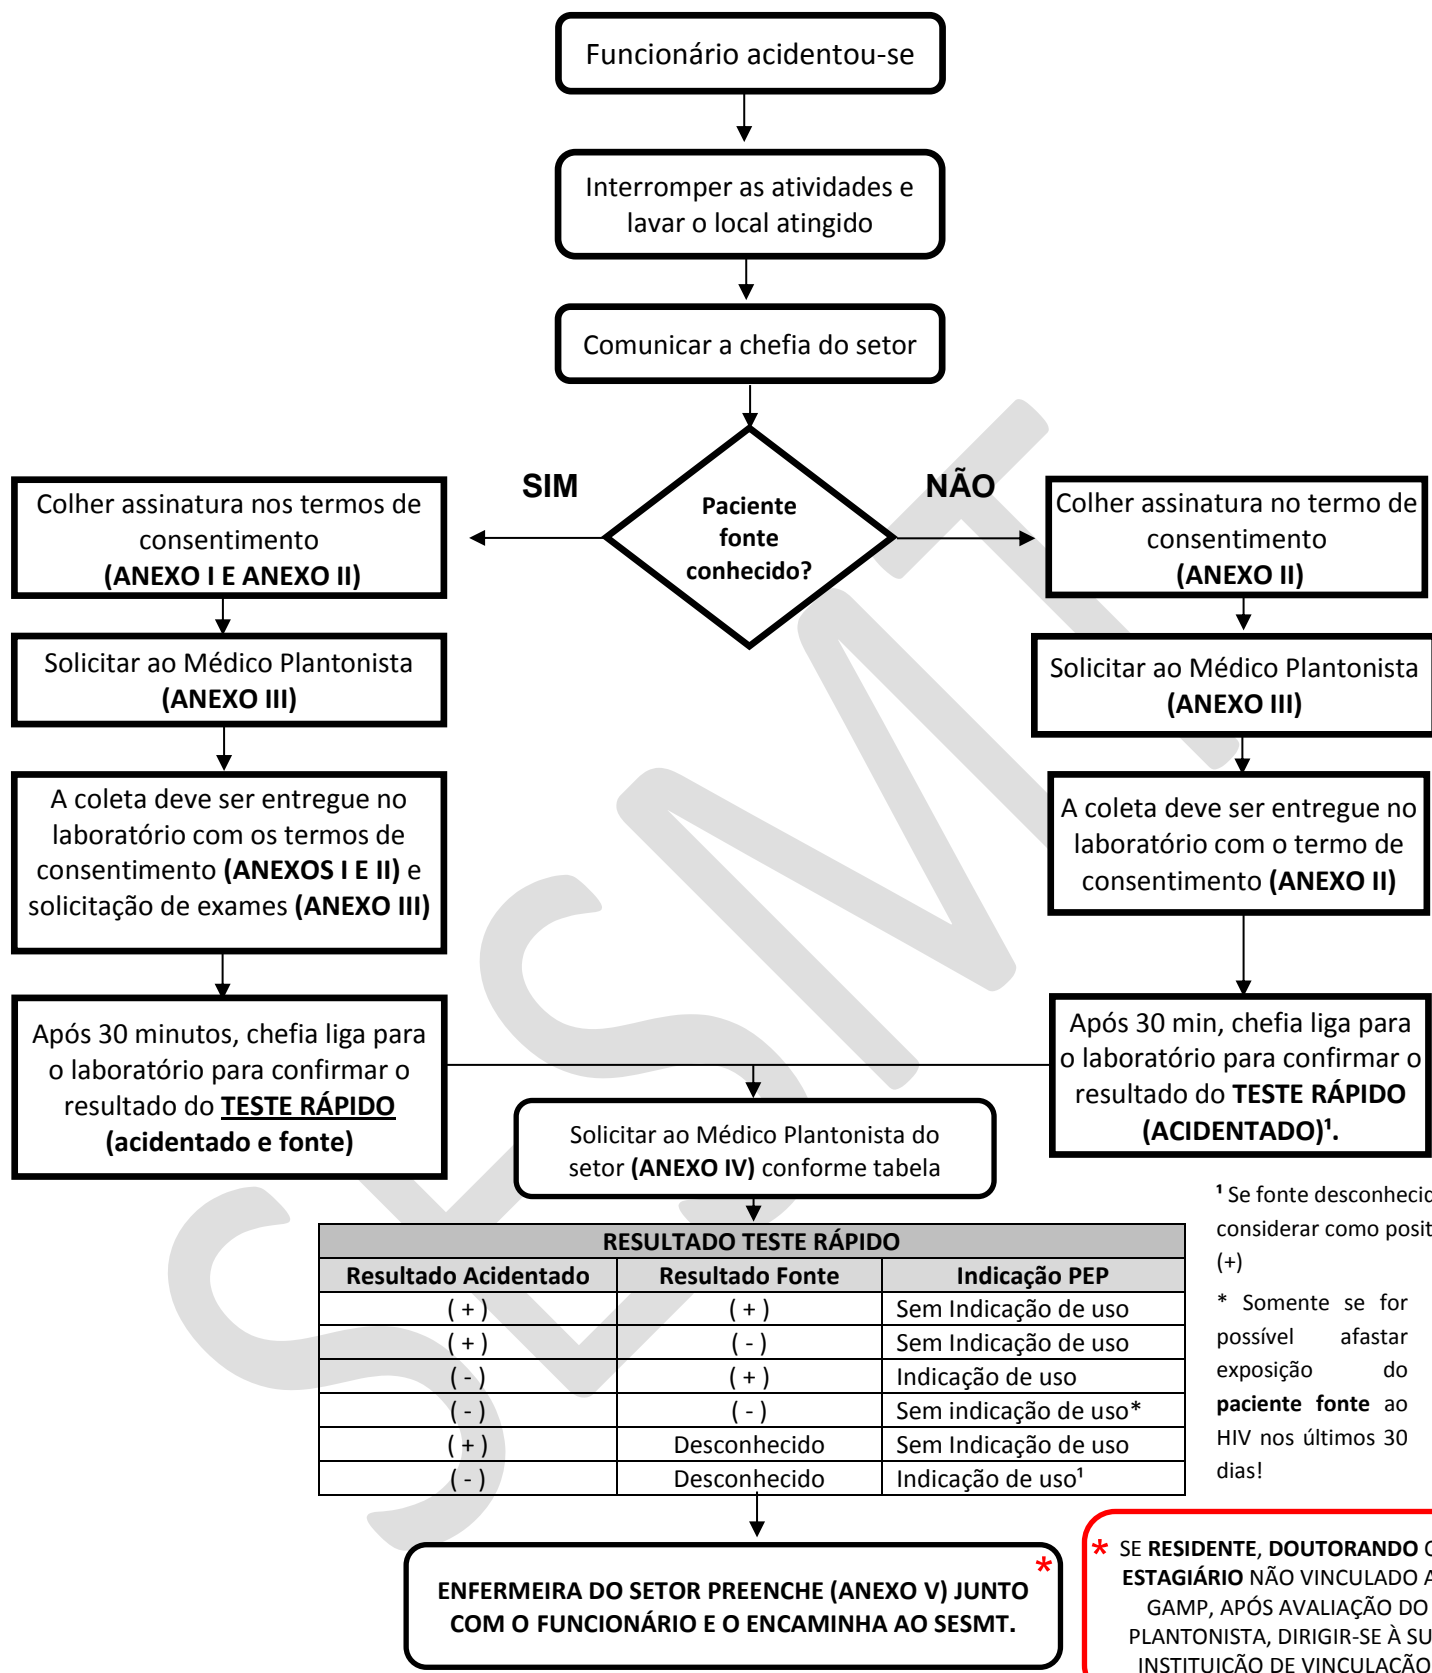 Funcionário acidentou-se
Interromper as atividades e
lavar o local atingido
Comunicar a chefia do setor
SIM
Paciente
fonte
conhecido?
NÃO
Colher assinatura nos termos de
consentimento
(ANEXO I E ANEXO II)
Solicitar ao Médico Plantonista
(ANEXO III)
A coleta deve ser entregue no
laboratório com os termos de
consentimento (ANEXOS I E II) e
solicitação de exames (ANEXO III)
Após 30 minutos, chefia liga para
o laboratório para confirmar o
resultado do TESTE RÁPIDO
(acidentado e fonte)
Colher assinatura no termo de
consentimento
(ANEXO II)
Solicitar ao Médico Plantonista
(ANEXO III)
A coleta deve ser entregue no
laboratório com o termo de
consentimento (ANEXO II)
Após 30 min, chefia liga para
o laboratório para confirmar o
resultado do TESTE RÁPIDO
(ACIDENTADO)¹.
Solicitar ao Médico Plantonista do
setor (ANEXO IV) conforme tabela
RESULTADO TESTE RÁPIDO
Resultado Acidentado Resultado Fonte Indicação PEP
( + ) ( + ) Sem Indicação de uso
( + ) ( - ) Sem Indicação de uso
( - ) ( + ) Indicação de uso
( - ) ( - ) Sem indicação de uso*
( + ) Desconhecido Sem Indicação de uso
( - ) Desconhecido Indicação de uso¹
¹ Se fonte
considerar como
(+)
* Somente se for
possível afastar
exposição do
paciente fonte ao
HIV nos últimos 30
dias!
ENFERMEIRA DO SETOR PREENCHE (ANEXO V) JUNTO
COM O FUNCIONÁRIO E O ENCAMINHA AO SESMT.
*
* SE RESIDENTE, DOUTORANDO
ESTAGIÁRIO NÃO VINCULADO
GAMP, APÓS AVALIAÇÃO DO
PLANTONISTA, DIRIGIR-SE À
INSTITUIÇÃO DE VINCULAÇÃO
SESMT